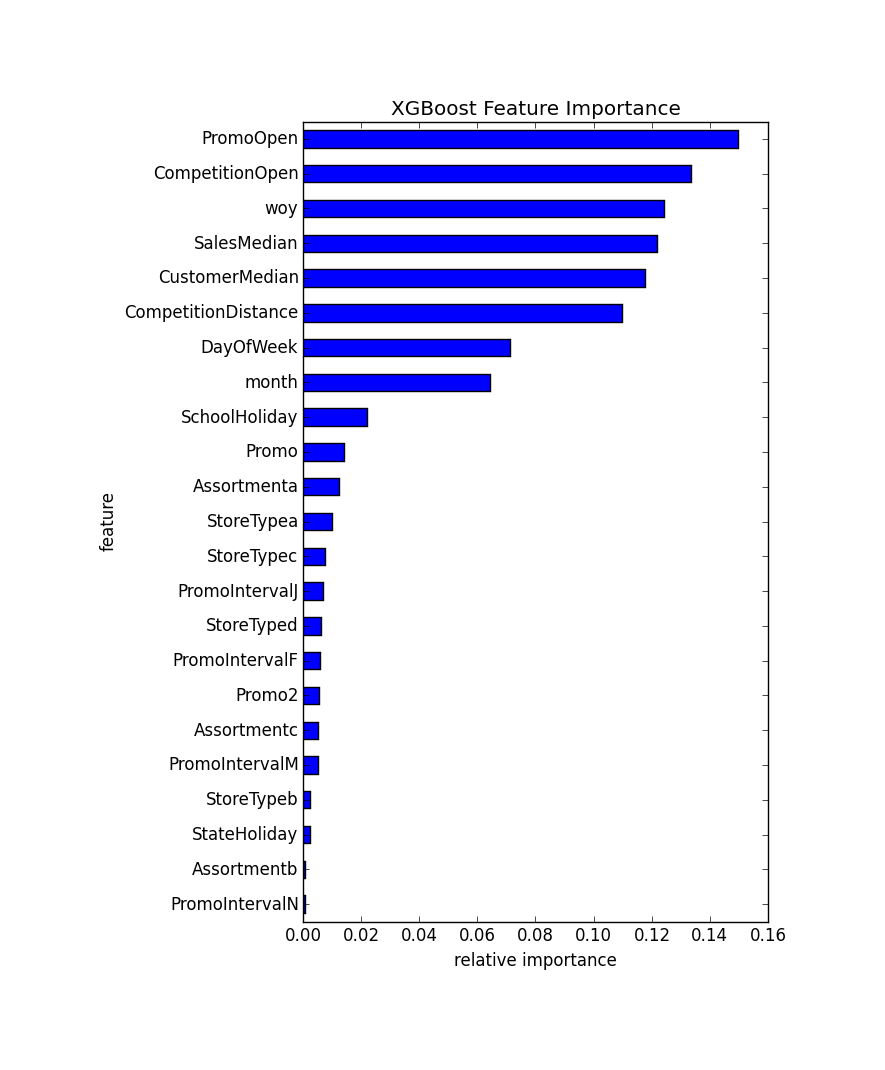 XGBoost Feature Importance
PromoOpen
CompetitionOpen
woy
SalesMedian
CustomerMedian
CompetitionDistance
DayOfWeek
month
SchoolHoliday
Promo
Assortmenta
StoreTypea
StoreTypec
PromoIntervalJ
StoreTyped
PromoIntervalF
Promo2
Assortmentc
PromoIntervalM
StoreTypeb
StateHoliday
Assortmentb
PromoIntervalN
feature
0.00 0.02 0.04 0.06 0.08 0.10 0.12 0.14 0.16
relative importance